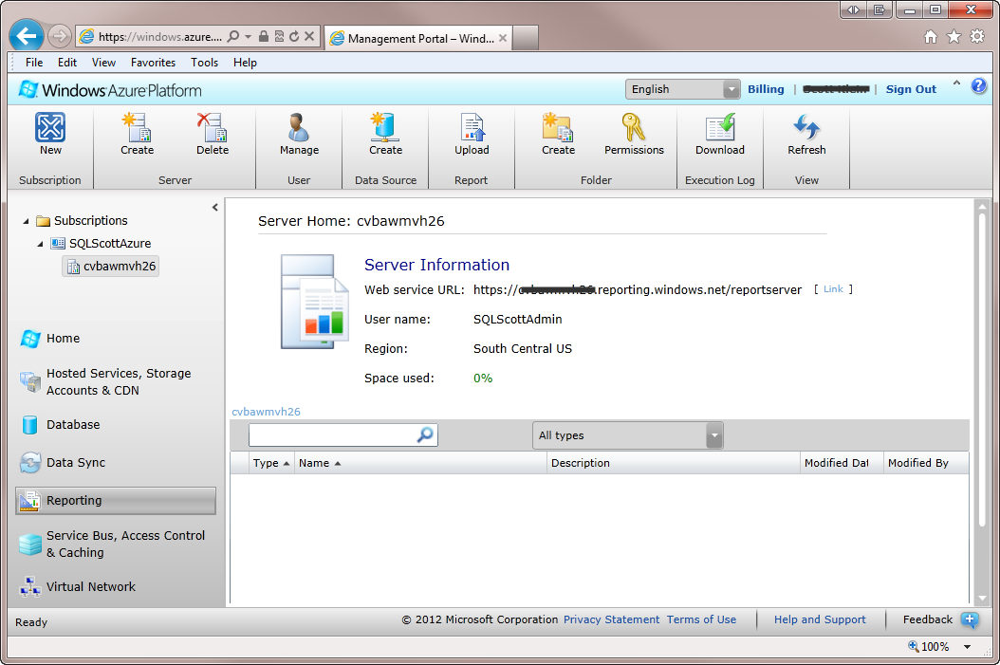 https://windows.azure....
Management Portal – Wind...
File Edit View Favorites Tools Help
Windows Azure Platform
English
Billing | | Sign Out
New
Create
Delete
Manage
Create
Upload
Create
Permissions
Download
Refresh
Subscription
Server
User
Data Source
Report
Folder
Execution Log
View
Subscriptions
SQLScottAzure
cvbawmvh26
Home
Hosted Services, Storage
Accounts & CDN
Database
Data Sync
Reporting
Service Bus, Access Control
& Caching
Virtual Network
Server Home: cvbawmvh26
Server Information
Web service URL: https:// .reporting.windows.net/reportserver [ Link ]
User name: SQLScottAdmin
Region: South Central US
Space used: 0%
cvbawmvh26
All types
Type Name Description Modified Dat Modified By
Ready
© 2012 Microsoft Corporation Privacy Statement Terms of Use Help and Support Feedback
100%